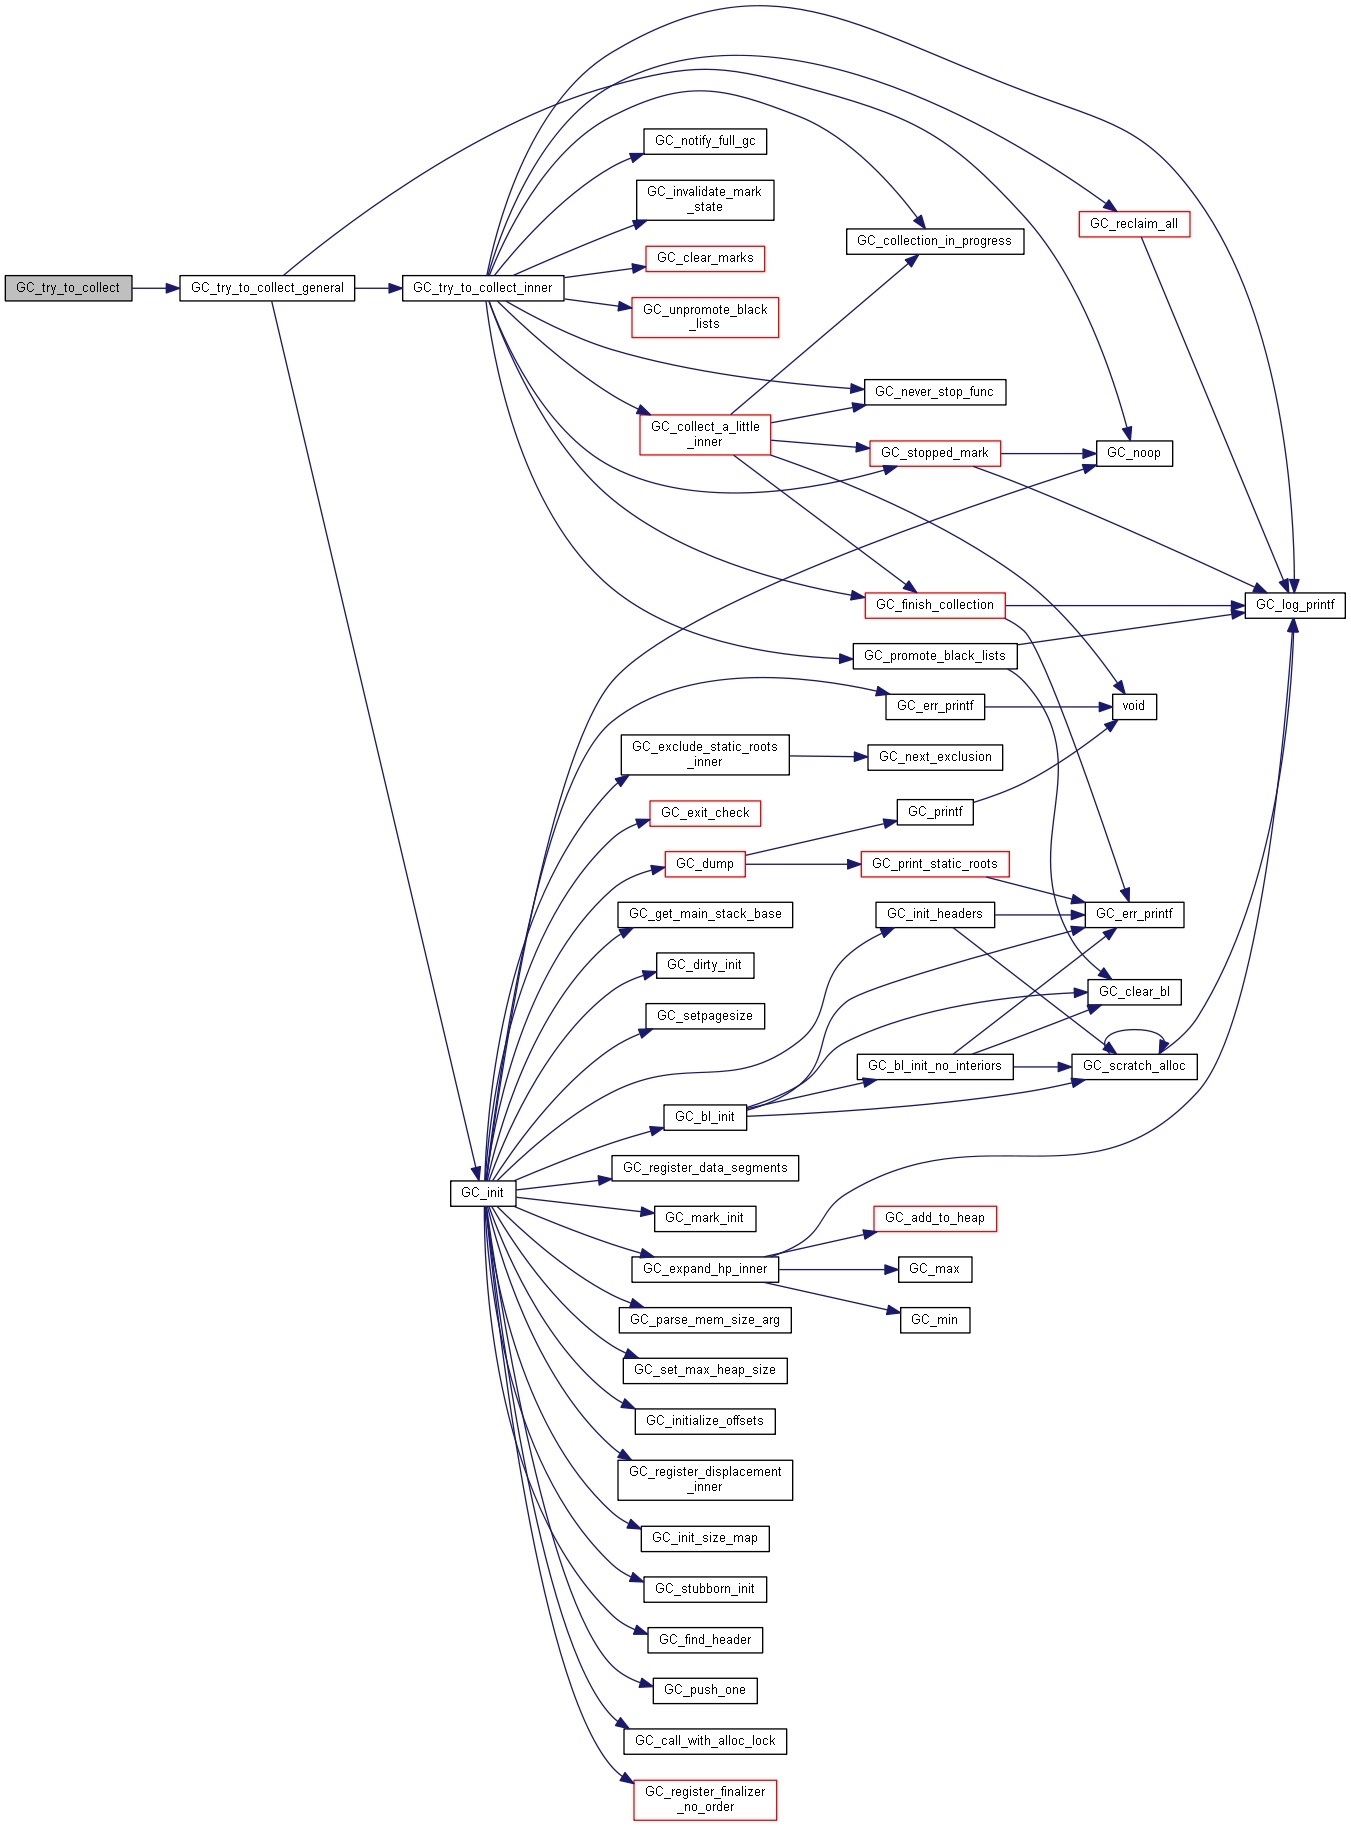 GC_notify_full_gc
GC_invalidate_mark
_state
GC_reclaim_all
GC_collection_in_progress
GC_clear_marks
GC_try_to_collect
GC_try_to_collect_general
GC_try_to_collect_inner
GC_unpromote_black
_lists
GC_never_stop_func
GC_collect_a_little
_inner
GC_stopped_mark
GC_noop
GC_finish_collection
GC_log_printf
GC_promote_black_lists
GC_err_printf
void
GC_exclude_static_roots
_inner
GC_next_exclusion
GC_exit_check
GC_printf
GC_dump
GC_print_static_roots
GC_get_main_stack_base
GC_init_headers
GC_err_printf
GC_dirty_init
GC_clear_bl
GC_setpagesize
GC_bl_init_no_interiors
GC_scratch_alloc
GC_bl_init
GC_register_data_segments
GC_init
GC_mark_init
GC_add_to_heap
GC_expand_hp_inner
GC_max
GC_parse_mem_size_arg
GC_min
GC_set_max_heap_size
GC_initialize_offsets
GC_register_displacement
_inner
GC_init_size_map
GC_stubborn_init
GC_find_header
GC_push_one
GC_call_with_alloc_lock
GC_register_finalizer
_no_order